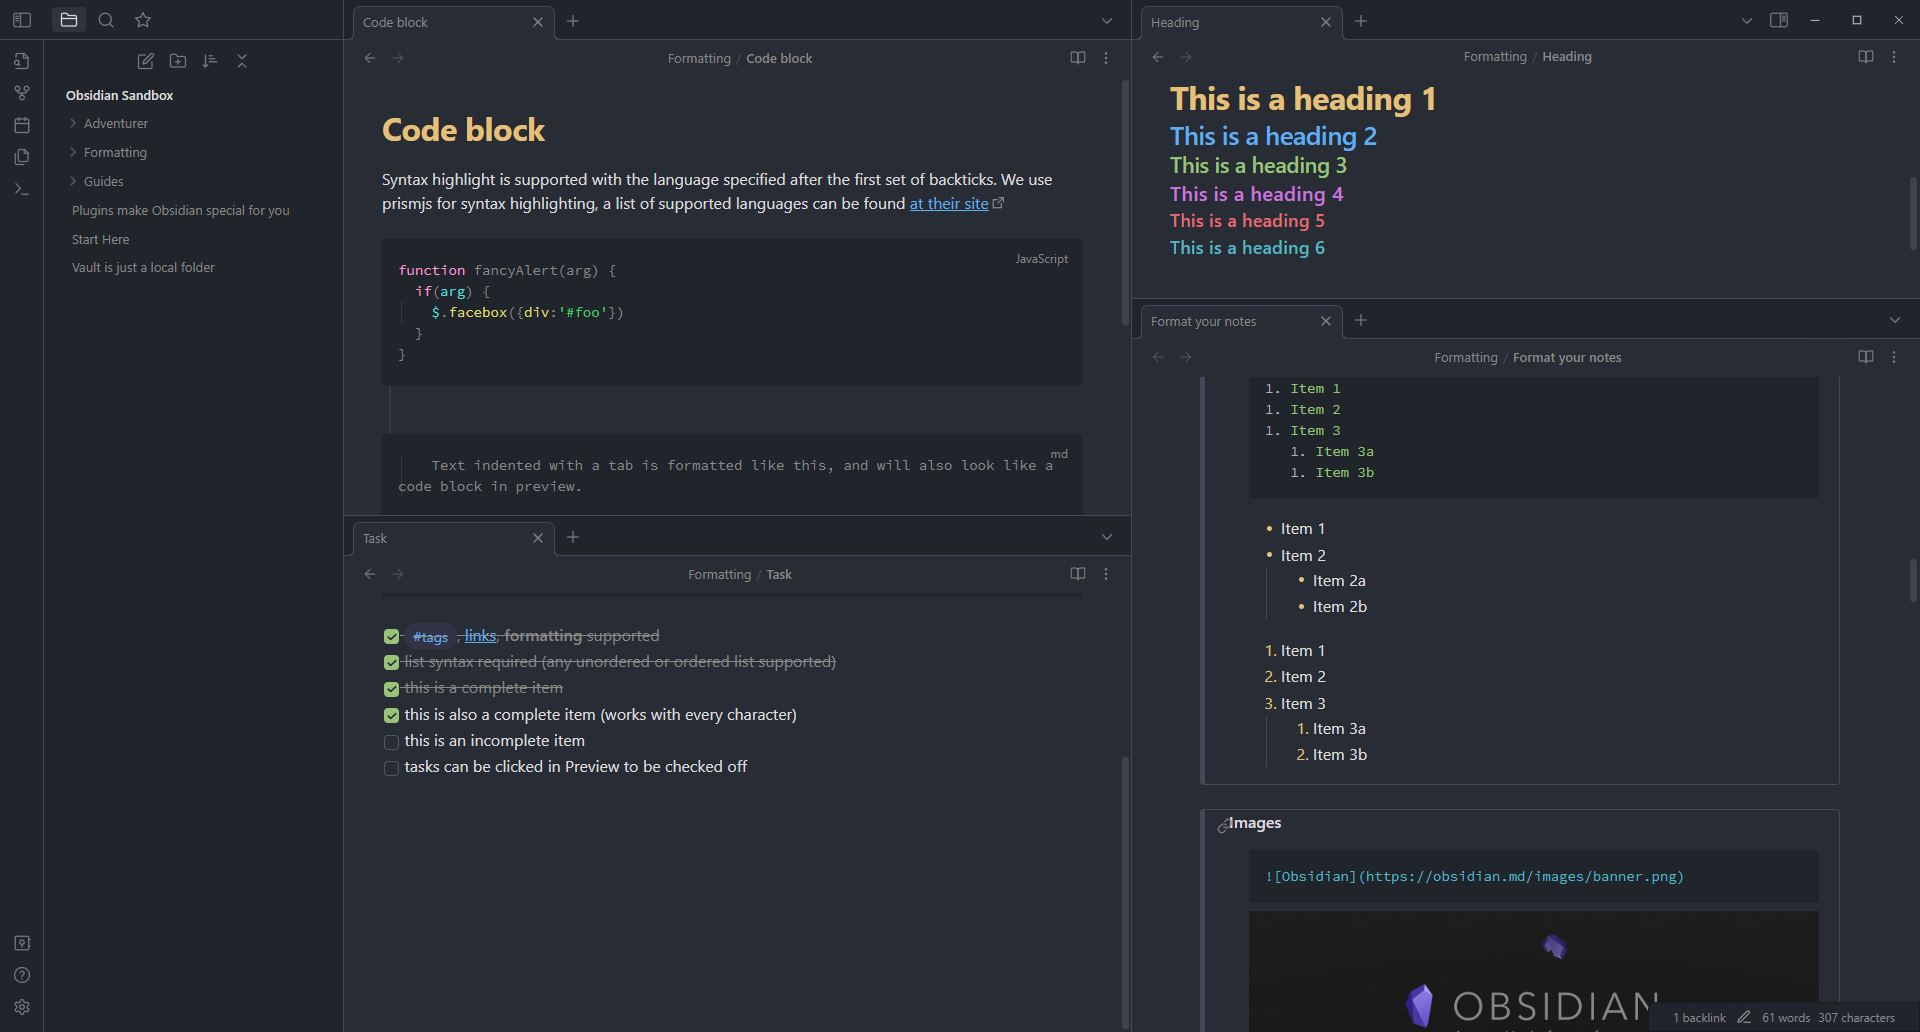 Obsidian Sandbox
Adventurer
Formatting
Guides
Plugins make Obsidian special for you
Start Here
Vault is just a local folder
Code block
Formatting / Code block
Code block
Syntax highlight is supported with the language specified after the first set of backticks. We use
prismjs for syntax highlighting, a list of supported languages can be found at their site
JavaScript
function fancyAlert(arg) {
if(arg) {
$.facebox({div:'#foo'})
}
}
md
Text indented with a tab is formatted like this, and will also look like a
code block in preview.
Task
Formatting / Task
#tags, links, formatting supported
list syntax required (any unordered or ordered list supported)
this is a complete item
this is also a complete item (works with every character)
this is an incomplete item
tasks can be clicked in Preview to be checked off
Heading
Formatting / Heading
This is a heading 1
This is a heading 2
This is a heading 3
This is a heading 4
This is a heading 5
This is a heading 6
Format your notes
Formatting / Format your notes
1. Item 1
1. Item 2
1. Item 3
1. Item 3a
1. Item 3b
• Item 1
• Item 2
• Item 2a
• Item 2b
1. Item 1
2. Item 2
3. Item 3
1. Item 3a
2. Item 3b
Images
![Obsidian](https://obsidian.md/images/banner.png)
OBSIDIAN
1 backlink 61 words 307 characters